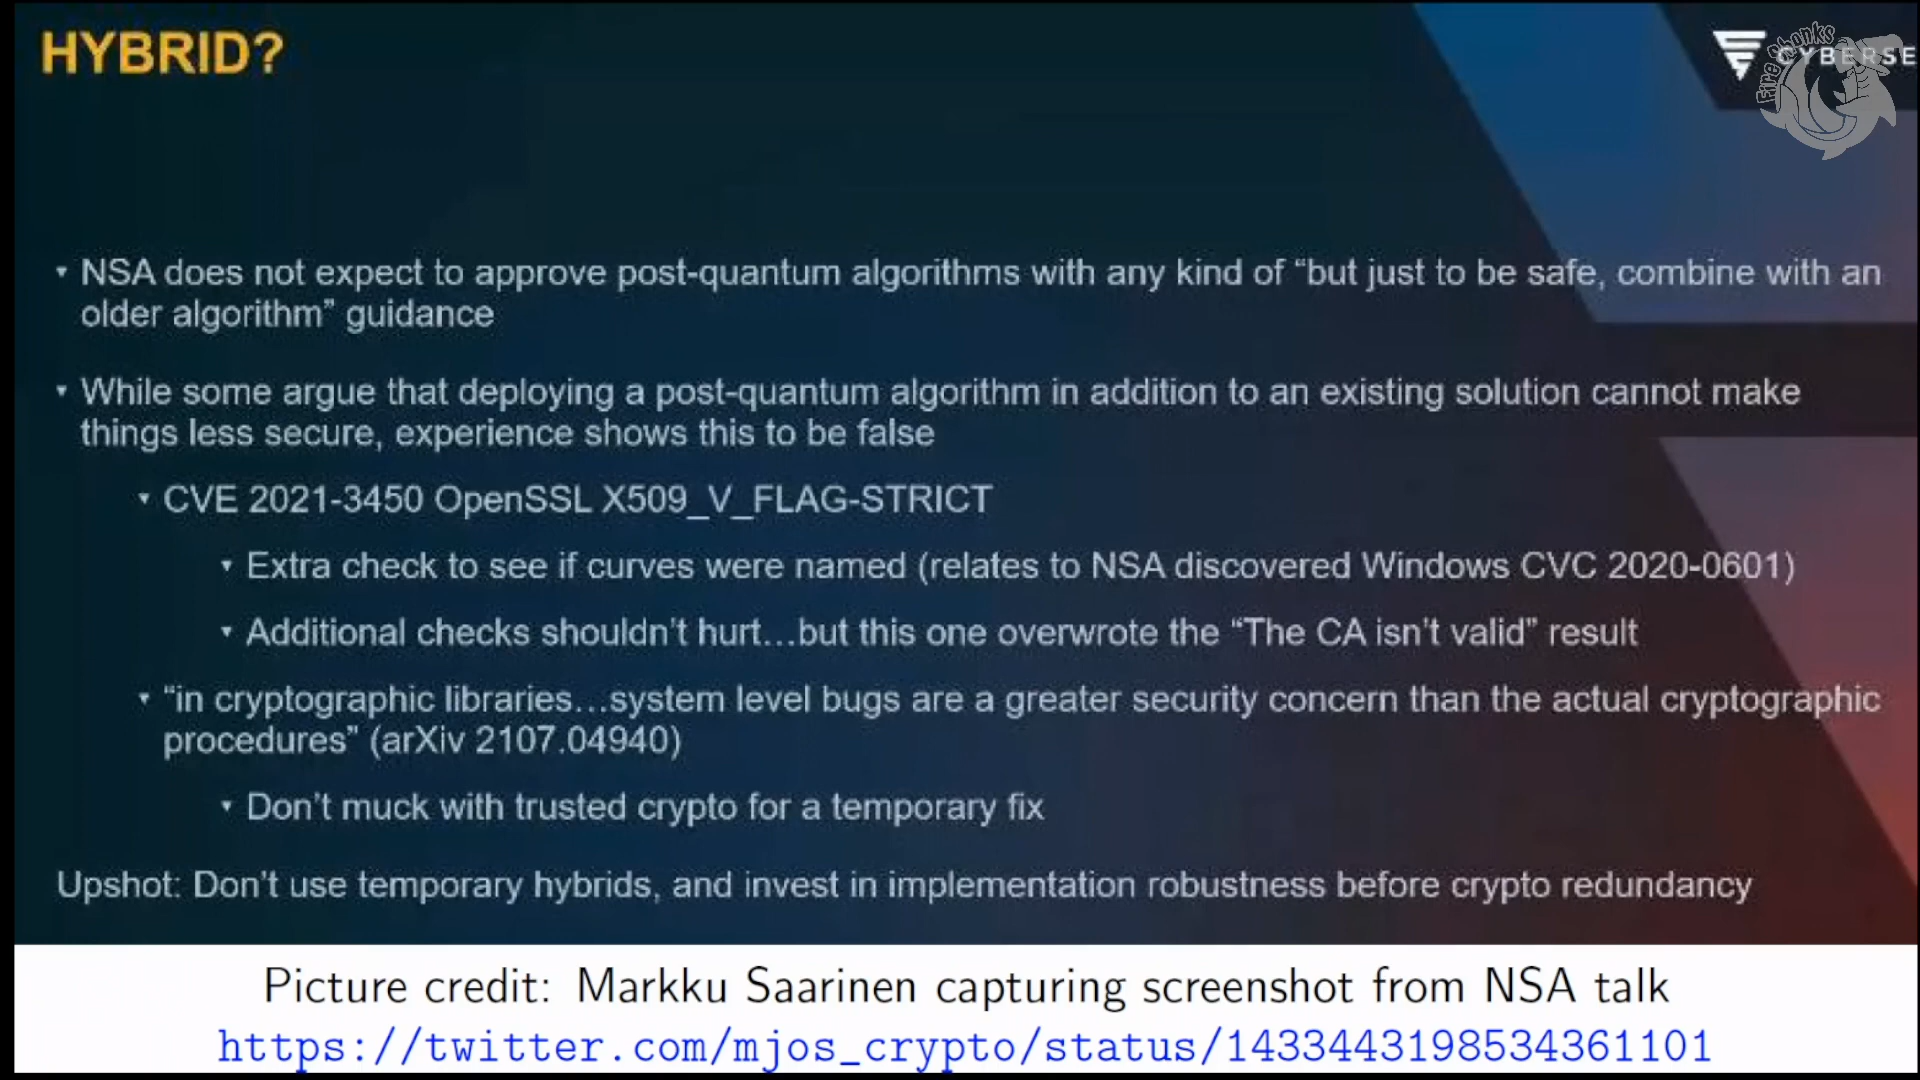 HYBRID?
CYBERSE
Fire Shonks
▾ NSA does not expect to approve post-quantum algorithms with any kind of “but just to be safe, combine with an
older algorithm” guidance
▾ While some argue that deploying a post-quantum algorithm in addition to an existing solution cannot make
things less secure, experience shows this to be false
▾ CVE 2021-3450 OpenSSL X509_V_FLAG-STRICT
▾ Extra check to see if curves were named (relates to NSA discovered Windows CVC 2020-0601)
▾ Additional checks shouldn’t hurt…but this one overwrote the “The CA isn’t valid” result
▾ “in cryptographic libraries…system level bugs are a greater security concern than the actual cryptographic
procedures” (arXiv 2107.04940)
▾ Don’t muck with trusted crypto for a temporary fix
Upshot: Don’t use temporary hybrids, and invest in implementation robustness before crypto redundancy
Picture credit: Markku Saarinen capturing screenshot from NSA talk
https://twitter.com/mjos_crypto/status/1433443198534361101